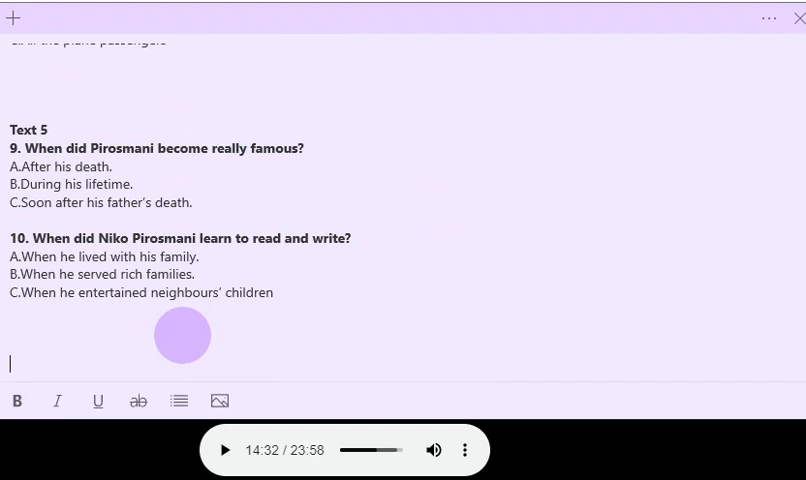 Text 5
9. When did Pirosmani become really famous?
A.After his death.
B.During his lifetime.
C.Soon after his father's death.
10. When did Niko Pirosmani learn to read and write?
A.When he lived with his family.
B.When he served rich families.
C.When he entertained neighbours' children
B I U ab
14:32 / 23:58